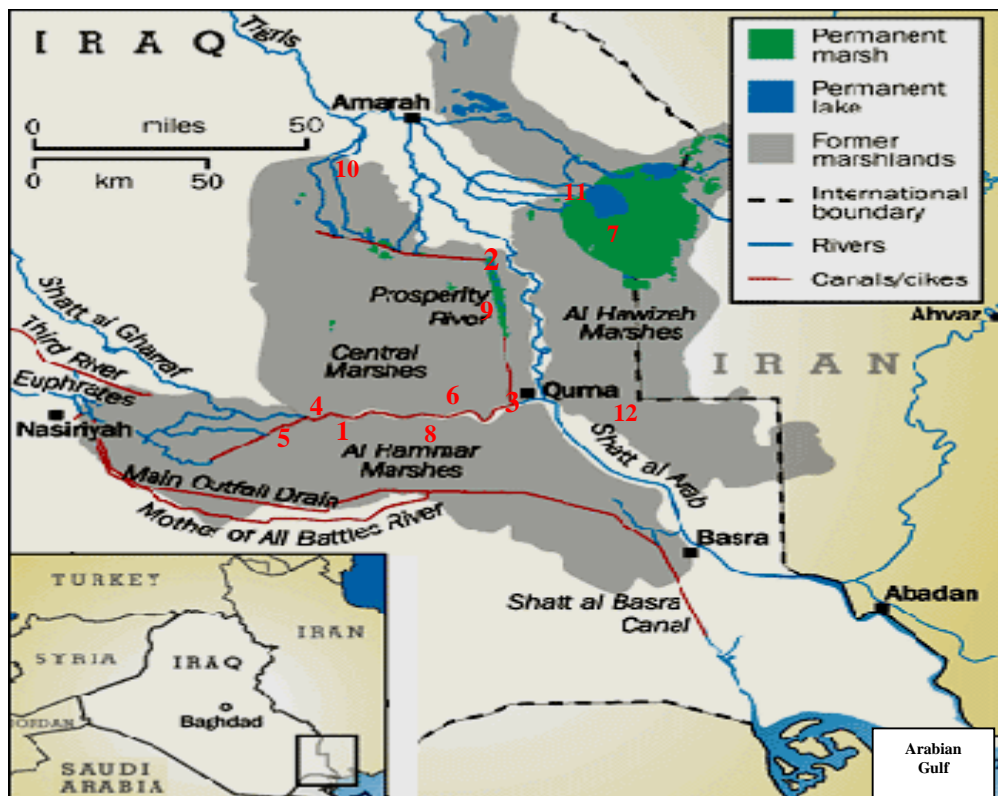 IRAQ
Tigris
Amarah
0 miles 50
0 km 50
Permanent
marsh
Permanent
lake
Former
marshlands
International
boundary
Rivers
Canals/cikes
10
11
7
2
9
Prosperity
River
Al Hawizeh
Marshes
Ahvaz
IRAN
Shatt al Gharraf
Third River
Euphrates
Central
Marshes
Nasiriyah
4
5
1
6
8
3
Qurna
12
Al Hammar
Marshes
Shatt al Arab
Main Outfall Drain
Mother of All Battles River
Basra
Shatt al Basra
Canal
Abadan
TURKEY
SYRIA
IRAN
IRAQ
Baghdad
JORDAN
SAUDI
ARABIA
Arabian
Gulf